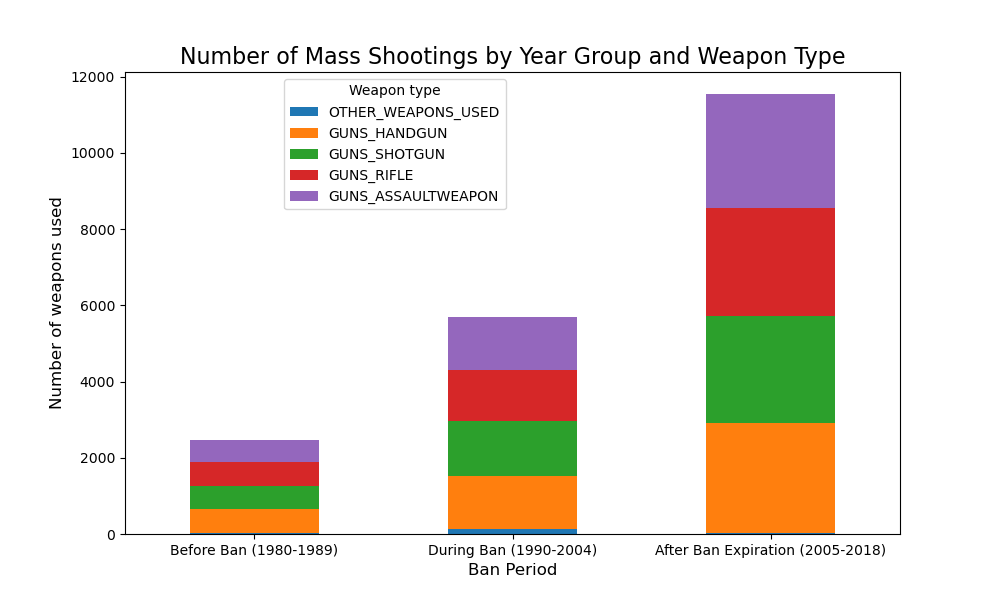 Number of Mass Shootings by Year Group and Weapon Type
12000
10000
8000
6000
4000
2000
0
Number of weapons used
Weapon type
OTHER_WEAPONS_USED
GUNS_HANDGUN
GUNS_SHOTGUN
GUNS_RIFLE
GUNS_ASSAULTWEAPON
Before Ban (1980-1989)
During Ban (1990-2004)
After Ban Expiration (2005-2018)
Ban Period